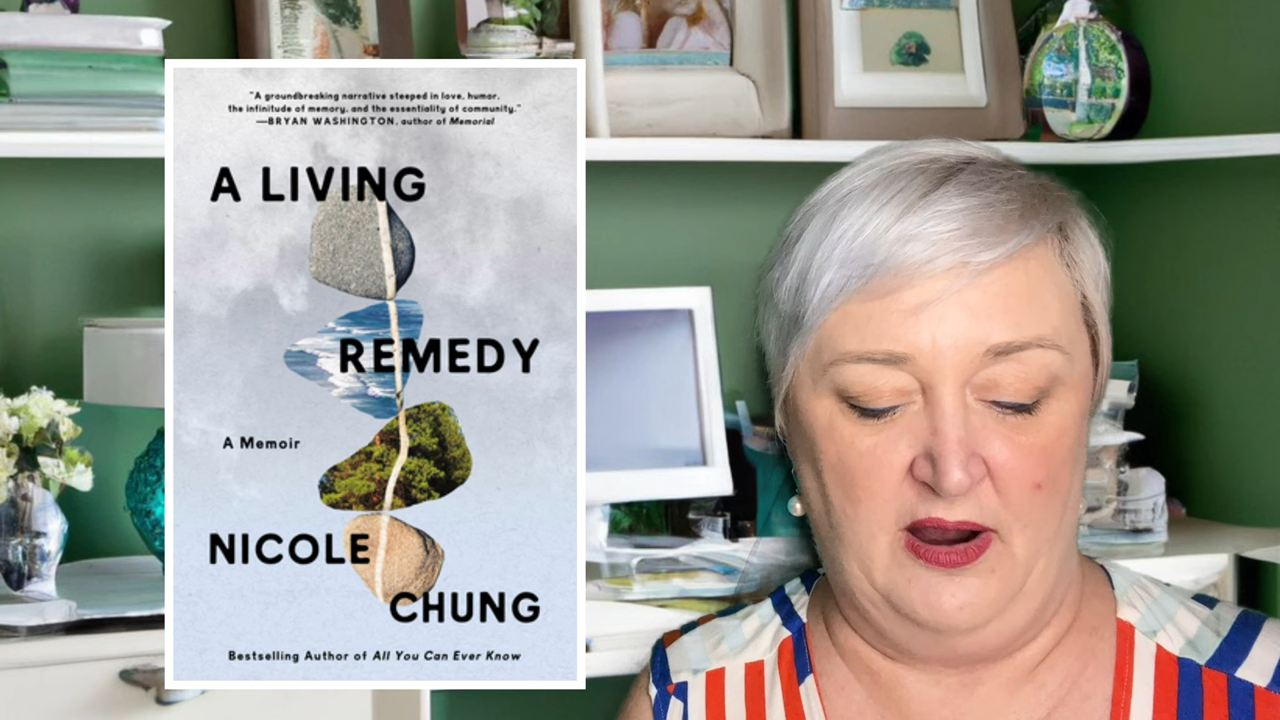 "A groundbreaking narrative steeped in love, humor,
the infinitude of memory, and the essentiality of community."
—BRYAN WASHINGTON, author of Memorial
A LIVING
REMEDY
A Memoir
NICOLE
CHUNG
Bestselling Author of All You Can Ever Know